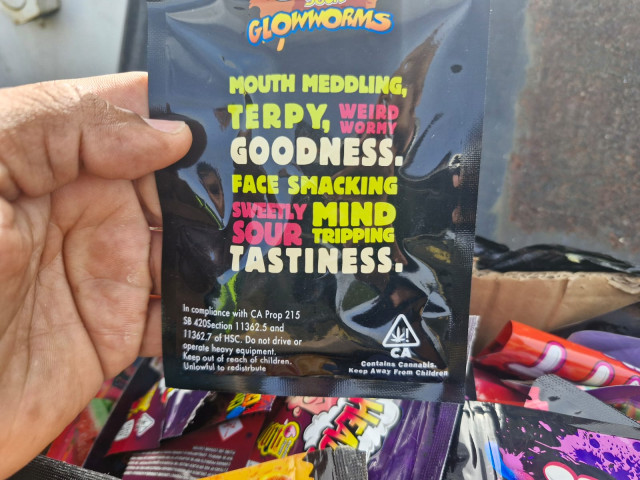 GLOWWORMS
MOUTH MEDDLING,
TERPY, WEIRD
WORMY
GOODNESS.
FACE SMACKING
SWEETLY MIND
SOUR TRIPPING
TASTINESS.
In compliance with CA Prop 215
SB 420Section 11362.5 and
11362.7 of HSC. Do not drive or
operate heavy equipment.
Keep out of reach of children.
Unlowful to redistribute
CA
Contains Cannabis.
Keep Away From Children